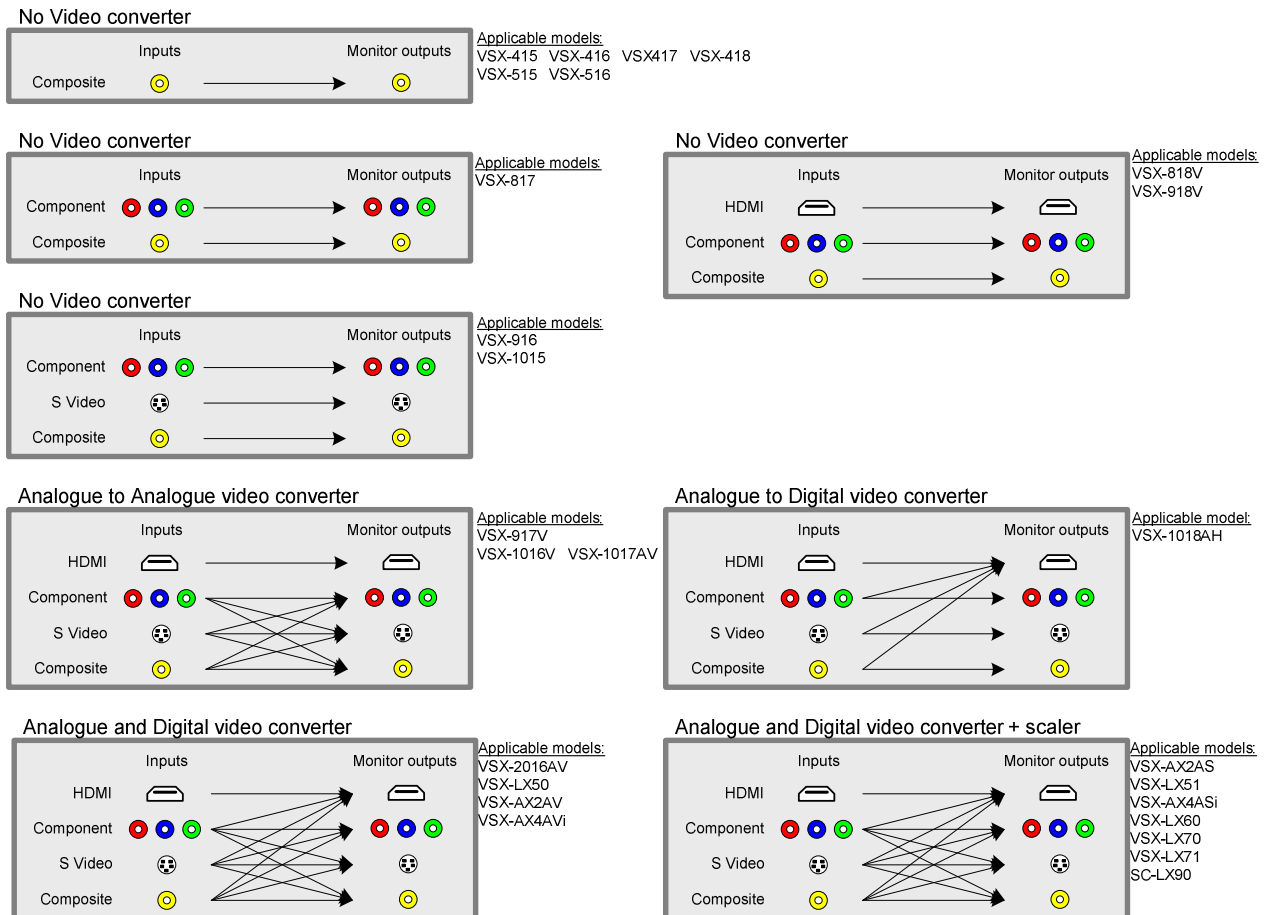 No Video converter
Inputs Monitor outputs
Composite
Applicable models:
VSX-415 VSX-416 VSX417 VSX-418
VSX-515 VSX-516
No Video converter
Inputs Monitor outputs
Component
Composite
Applicable models:
VSX-817
No Video converter
Inputs Monitor outputs
HDMI
Component
Composite
Applicable models:
VSX-818V
VSX-918V
No Video converter
Inputs Monitor outputs
Component
S Video
Composite
Applicable models:
VSX-916
VSX-1015
Analogue to Analogue video converter
Inputs Monitor outputs
HDMI
Component
S Video
Composite
Applicable models:
VSX-917V
VSX-1016V VSX-1017AV
Analogue to Digital video converter
Inputs Monitor outputs
HDMI
Component
S Video
Composite
Applicable model:
VSX-1018AH
Analogue and Digital video converter
Inputs Monitor outputs
HDMI
Component
S Video
Composite
Applicable models:
VSX-2016AV
VSX-LX50
VSX-AX2AV
VSX-AX4AVi
Analogue and Digital video converter + scaler
Inputs Monitor outputs
HDMI
Component
S Video
Composite
Applicable models:
VSX-AX2AS
VSX-LX51
VSX-AX4ASi
VSX-LX60
VSX-LX70
VSX-LX71
SC-LX90